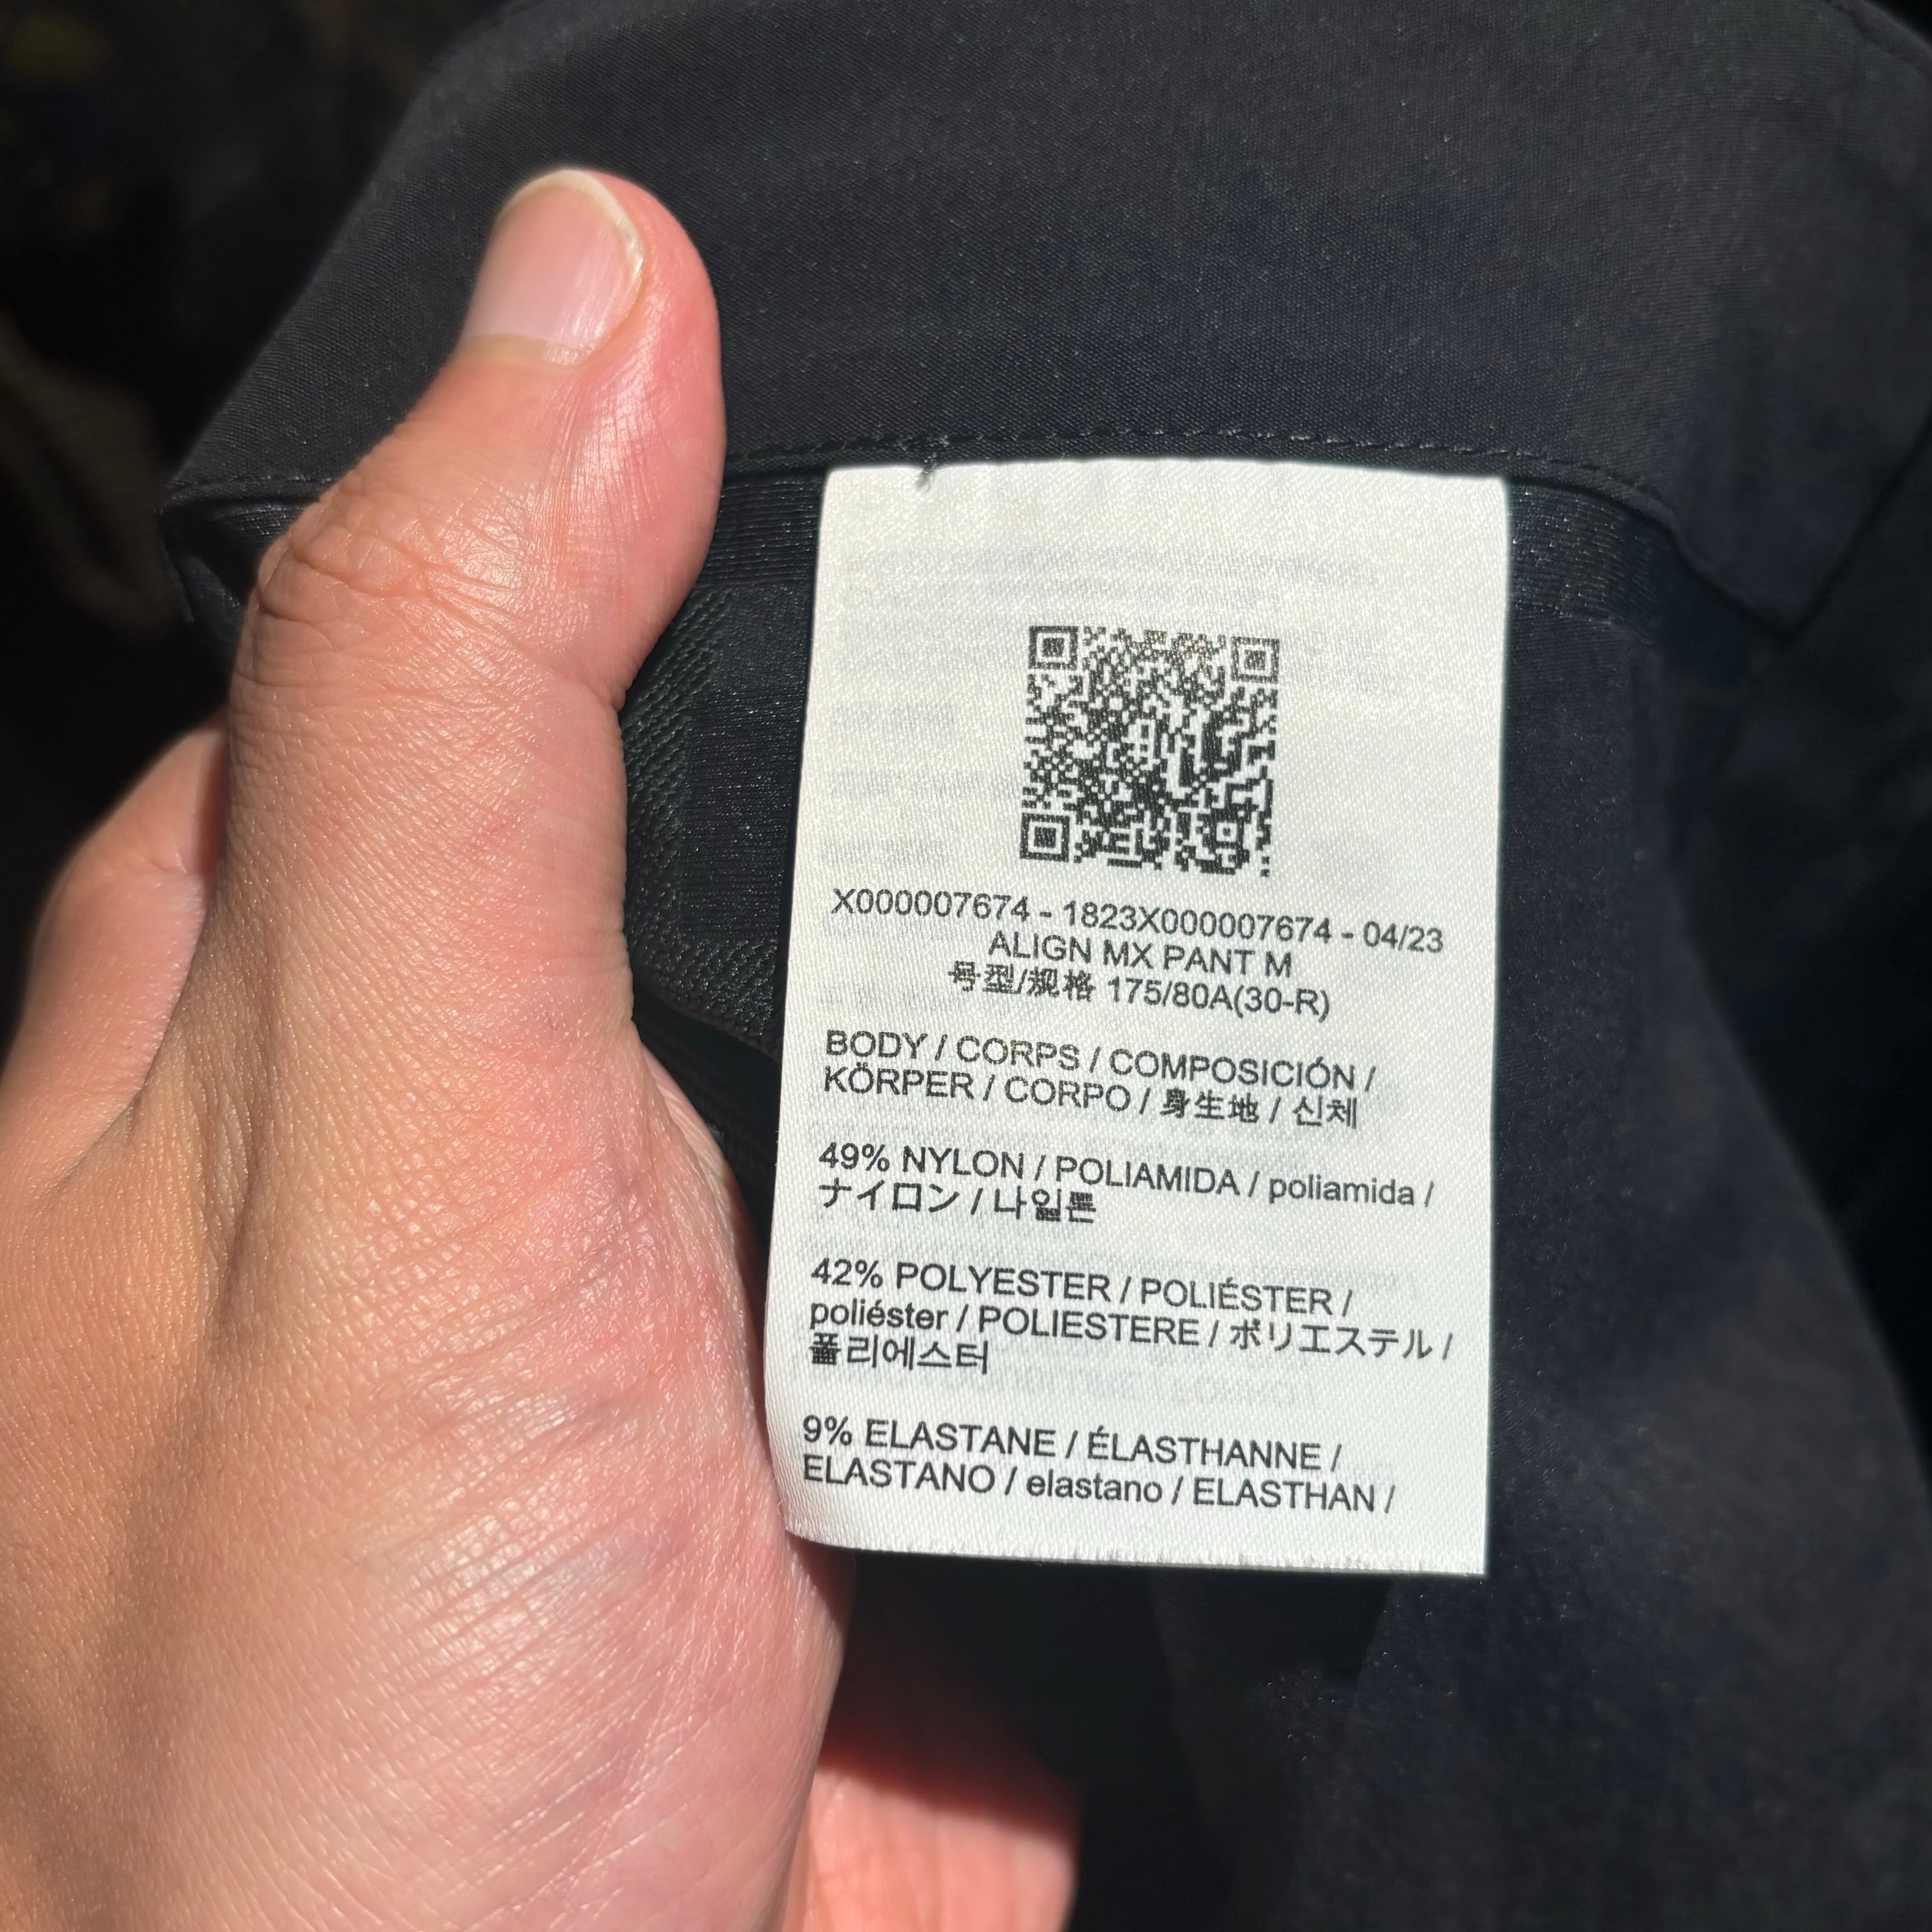 X000007674 - 1823X000007674 - 04/23
ALIGN MX PANT M
号型/规格 175/80A(30-R)
BODY / CORPS / COMPOSICIÓN /
KÖRPER / CORPO / 身生地 / 신체
49% NYLON / POLIAMIDA / poliamida /
ナイロン / 나일론
42% POLYESTER / POLIÉSTER /
poliéster / POLIESTERE / ポリエステル /
폴리에스터
9% ELASTANE / ÉLASTHANNE /
ELASTANO / elastano / ELASTHAN /